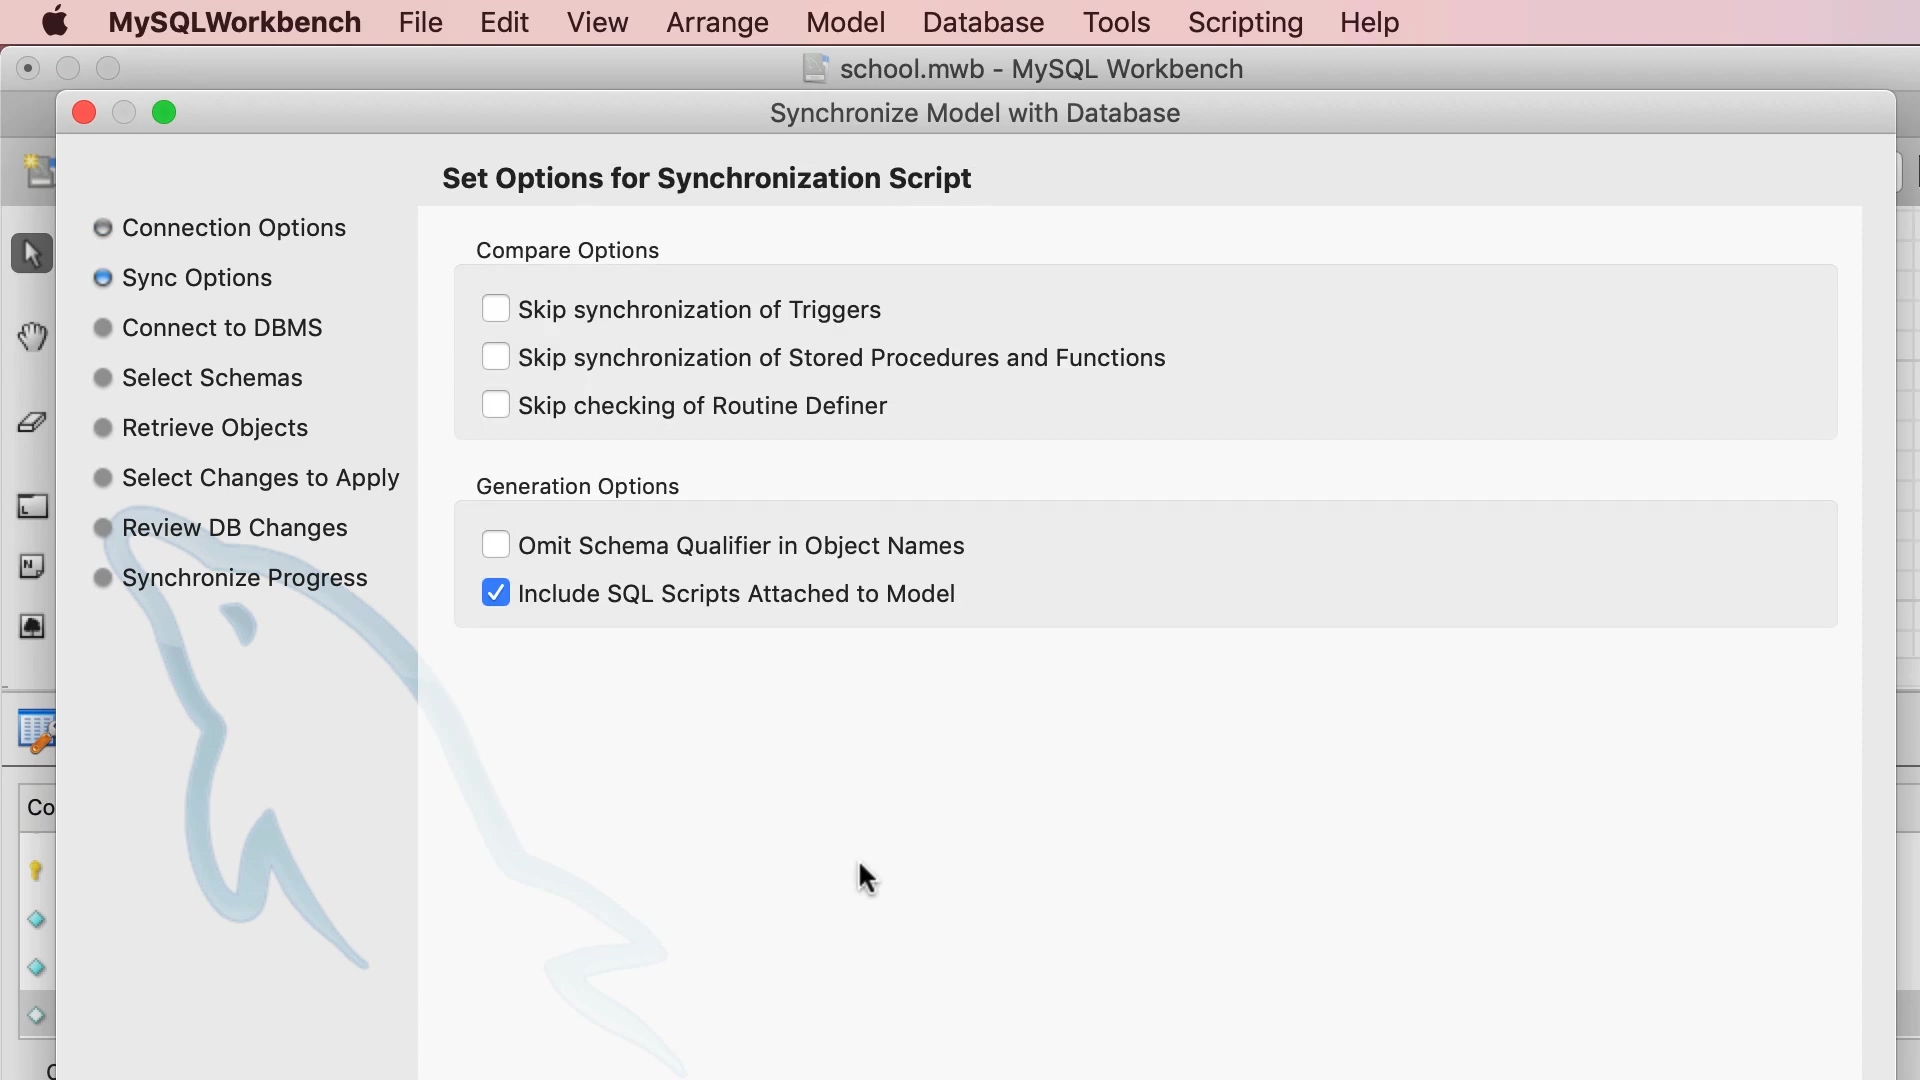 MySQLWorkbench File Edit View Arrange Model Database Tools Scripting Help
school.mwb - MySQL Workbench
Synchronize Model with Database
Set Options for Synchronization Script
Connection Options
Sync Options
Connect to DBMS
Select Schemas
Retrieve Objects
Select Changes to Apply
Review DB Changes
Synchronize Progress
Compare Options
Skip synchronization of Triggers
Skip synchronization of Stored Procedures and Functions
Skip checking of Routine Definer
Generation Options
Omit Schema Qualifier in Object Names
Include SQL Scripts Attached to Model
Co